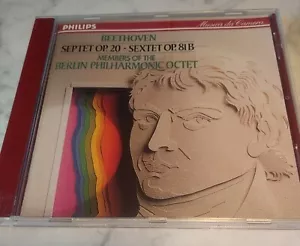 PHILIPS
Musica da Camera
BEETHOVEN
SEPTET OP. 20 - SEXTET OP. 81B
MEMBERS OF THE
BERLIN PHILHARMONIC OCTET